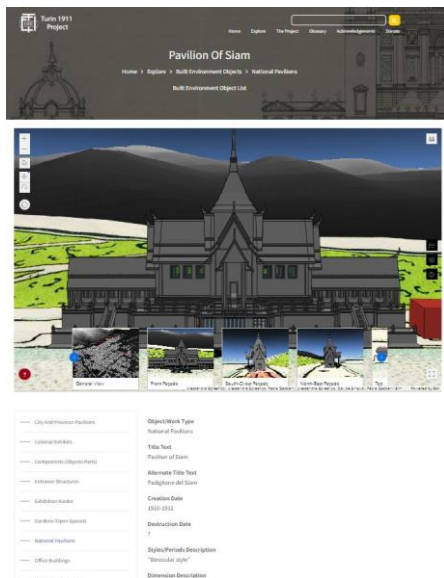 Turin 1911
Project
Home Explore The Project Glossary Acknowledgements Donate
Pavilion Of Siam
Home > Explore > Built Environment Objects > National Pavilions
Built Environment Object List
General View
Front Façade
South-East Façade
North-East Façade
Top
City And Province Pavilions
Colonial Exhibits
Components (Objects Parts)
Entrance Structures
Exhibition Kiosks
Gardens (Open Spaces)
National Pavilions
Office Buildings
Object/Work Type
National Pavilions
Title Text
Pavilion of Siam
Alternate Title Text
Padiglione del Siam
Creation Date
1910-1911
Destruction Date
?
Styles/Periods Description
Dimension Description